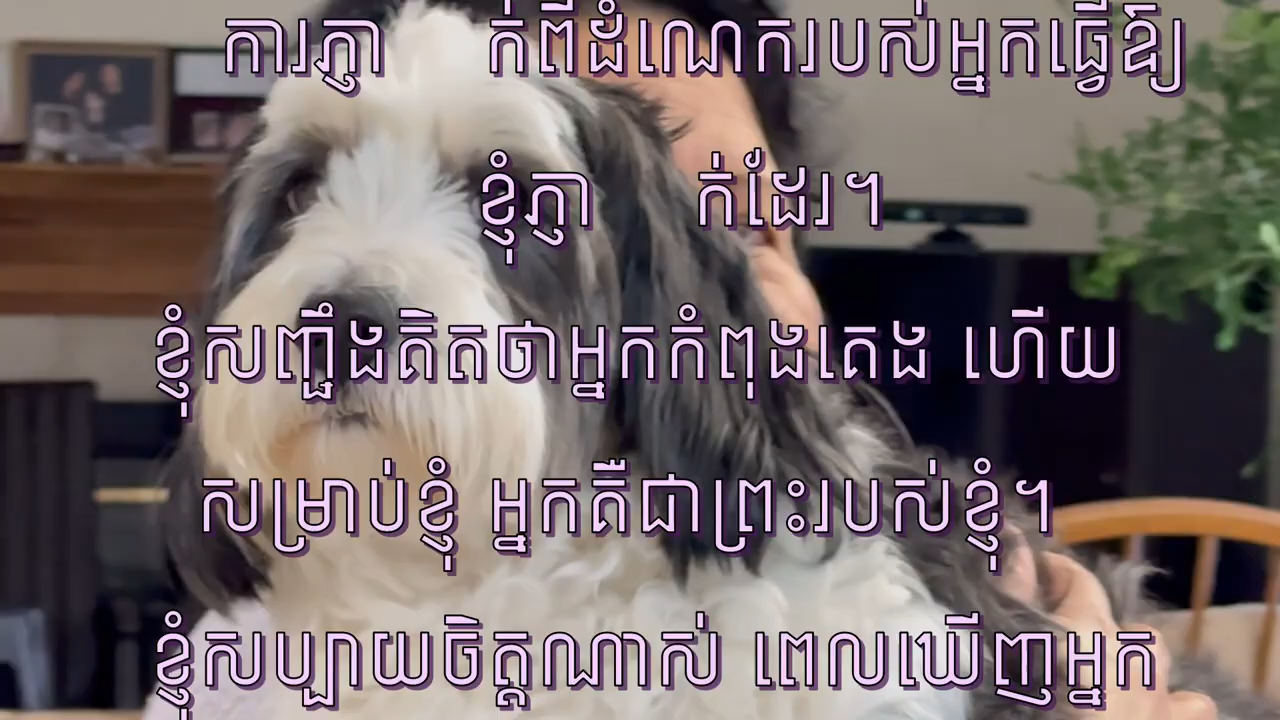 ការភ្ញាក់ពីដំណេករបស់អ្នកធ្វើឱ្យ
ខ្ញុំភ្ញាក់ដែរ។
ខ្ញុំសញ្ជឹងគិតថាអ្នកកំពុងគេង ហើយ
សម្រាប់ខ្ញុំ អ្នកគឺជាព្រះរបស់ខ្ញុំ។
ខ្ញុំសប្បាយចិត្តណាស់ ពេលឃើញអ្នក